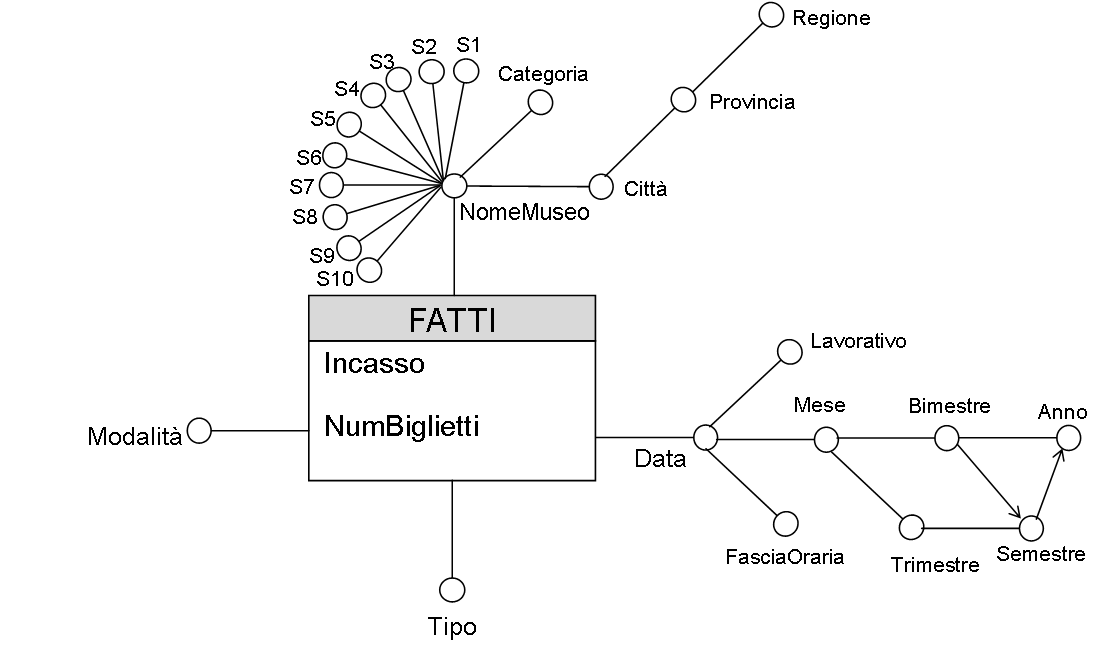 Regione
S1
S2
S3
Categoria
S4
Provincia
S5
S6
S7
Città
NomeMuseo
S8
S9
S10
FATTI
Incasso
NumBiglietti
Modalità
Lavorativo
Mese
Bimestre
Anno
Data
FasciaOraria
Trimestre
Semestre
Tipo